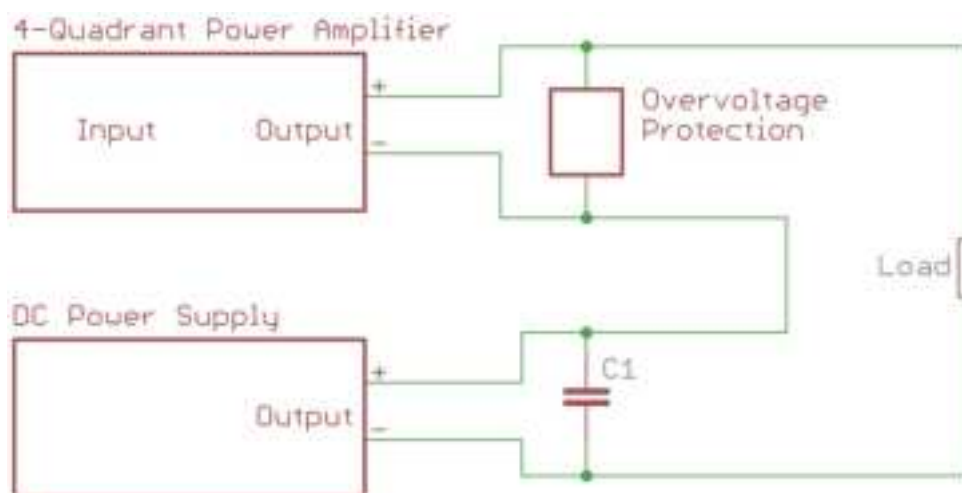 4-Quadrant Power Amplifier
+
Input Output
-
Overvoltage
Protection
Load
DC Power Supply
+
C1
Output
-